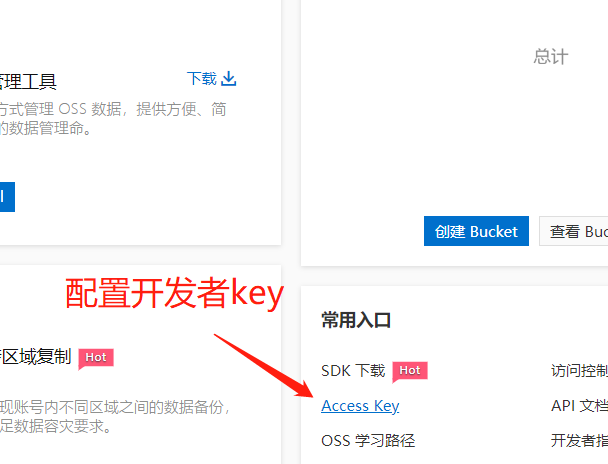 管理工具
下载
方式管理 OSS 数据，提供方便、简
的数据管理命。
总计
创建 Bucket
查看 Buc
配置开发者key
常用入口
区域复制 Hot
现账号内不同区域之间的数据备份，
足数据容灾要求。
SDK 下载 Hot
访问控制
Access Key
API 文档
OSS 学习路径
开发者指